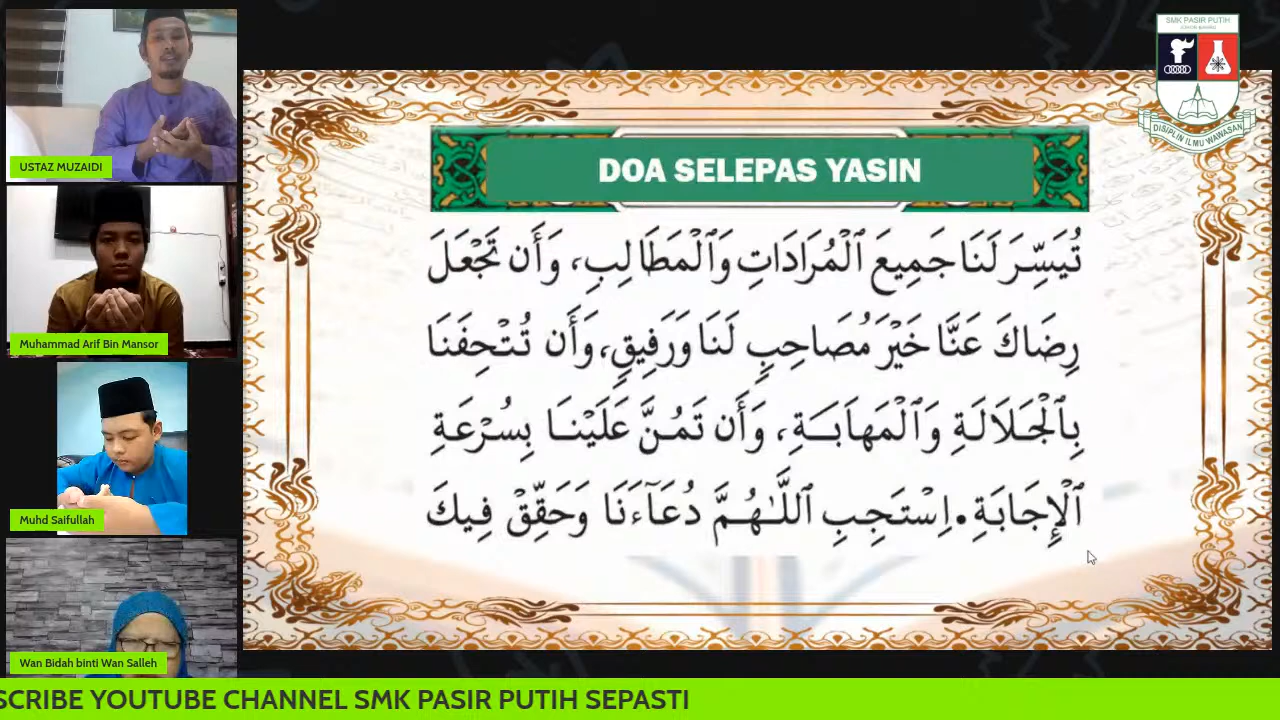 USTAZ MUZAIDI
Muhammad Arif Bin Mansor
Muhd Saifullah
Wan Bidah binti Wan Salleh
SMK PASIR PUTIH
DISIPLIN ILMU WAWASAN
DOA SELEPAS YASIN
تُيَسِّرَ لَنَا جَمِيعَ ٱلْمُرَادَاتِ وَٱلْمَطَالِبِ، وَأَن تَجْعَلَ
رِضَاكَ عَنَّا خَيْرَ مُصَاحِبٍ لَنَا وَرَفِيقٍ، وَأَن تُتْحِفَنَا
بِٱلْجَلَالَةِ وَٱلْمَهَابَةِ، وَأَن تَمُنَّ عَلَيْنَا بِسُرْعَةِ
ٱلْإِجَابَةِ. اِسْتَجِبِ ٱللَّـٰهُمَّ دُعَآءَنَا وَحَقِّقْ فِيكَ
SCRIBE YOUTUBE CHANNEL SMK PASIR PUTIH SEPASTI